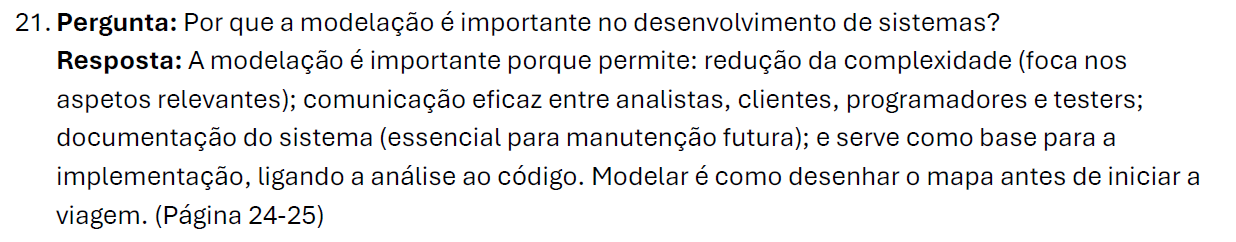 21. Pergunta: Por que a modelação é importante no desenvolvimento de sistemas?
Resposta: A modelação é importante porque permite: redução da complexidade (foca nos
aspetos relevantes); comunicação eficaz entre analistas, clientes, programadores e testers;
documentação do sistema (essencial para manutenção futura); e serve como base para a
implementação, ligando a análise ao código. Modelar é como desenhar o mapa antes de iniciar a
viagem. (Página 24-25)